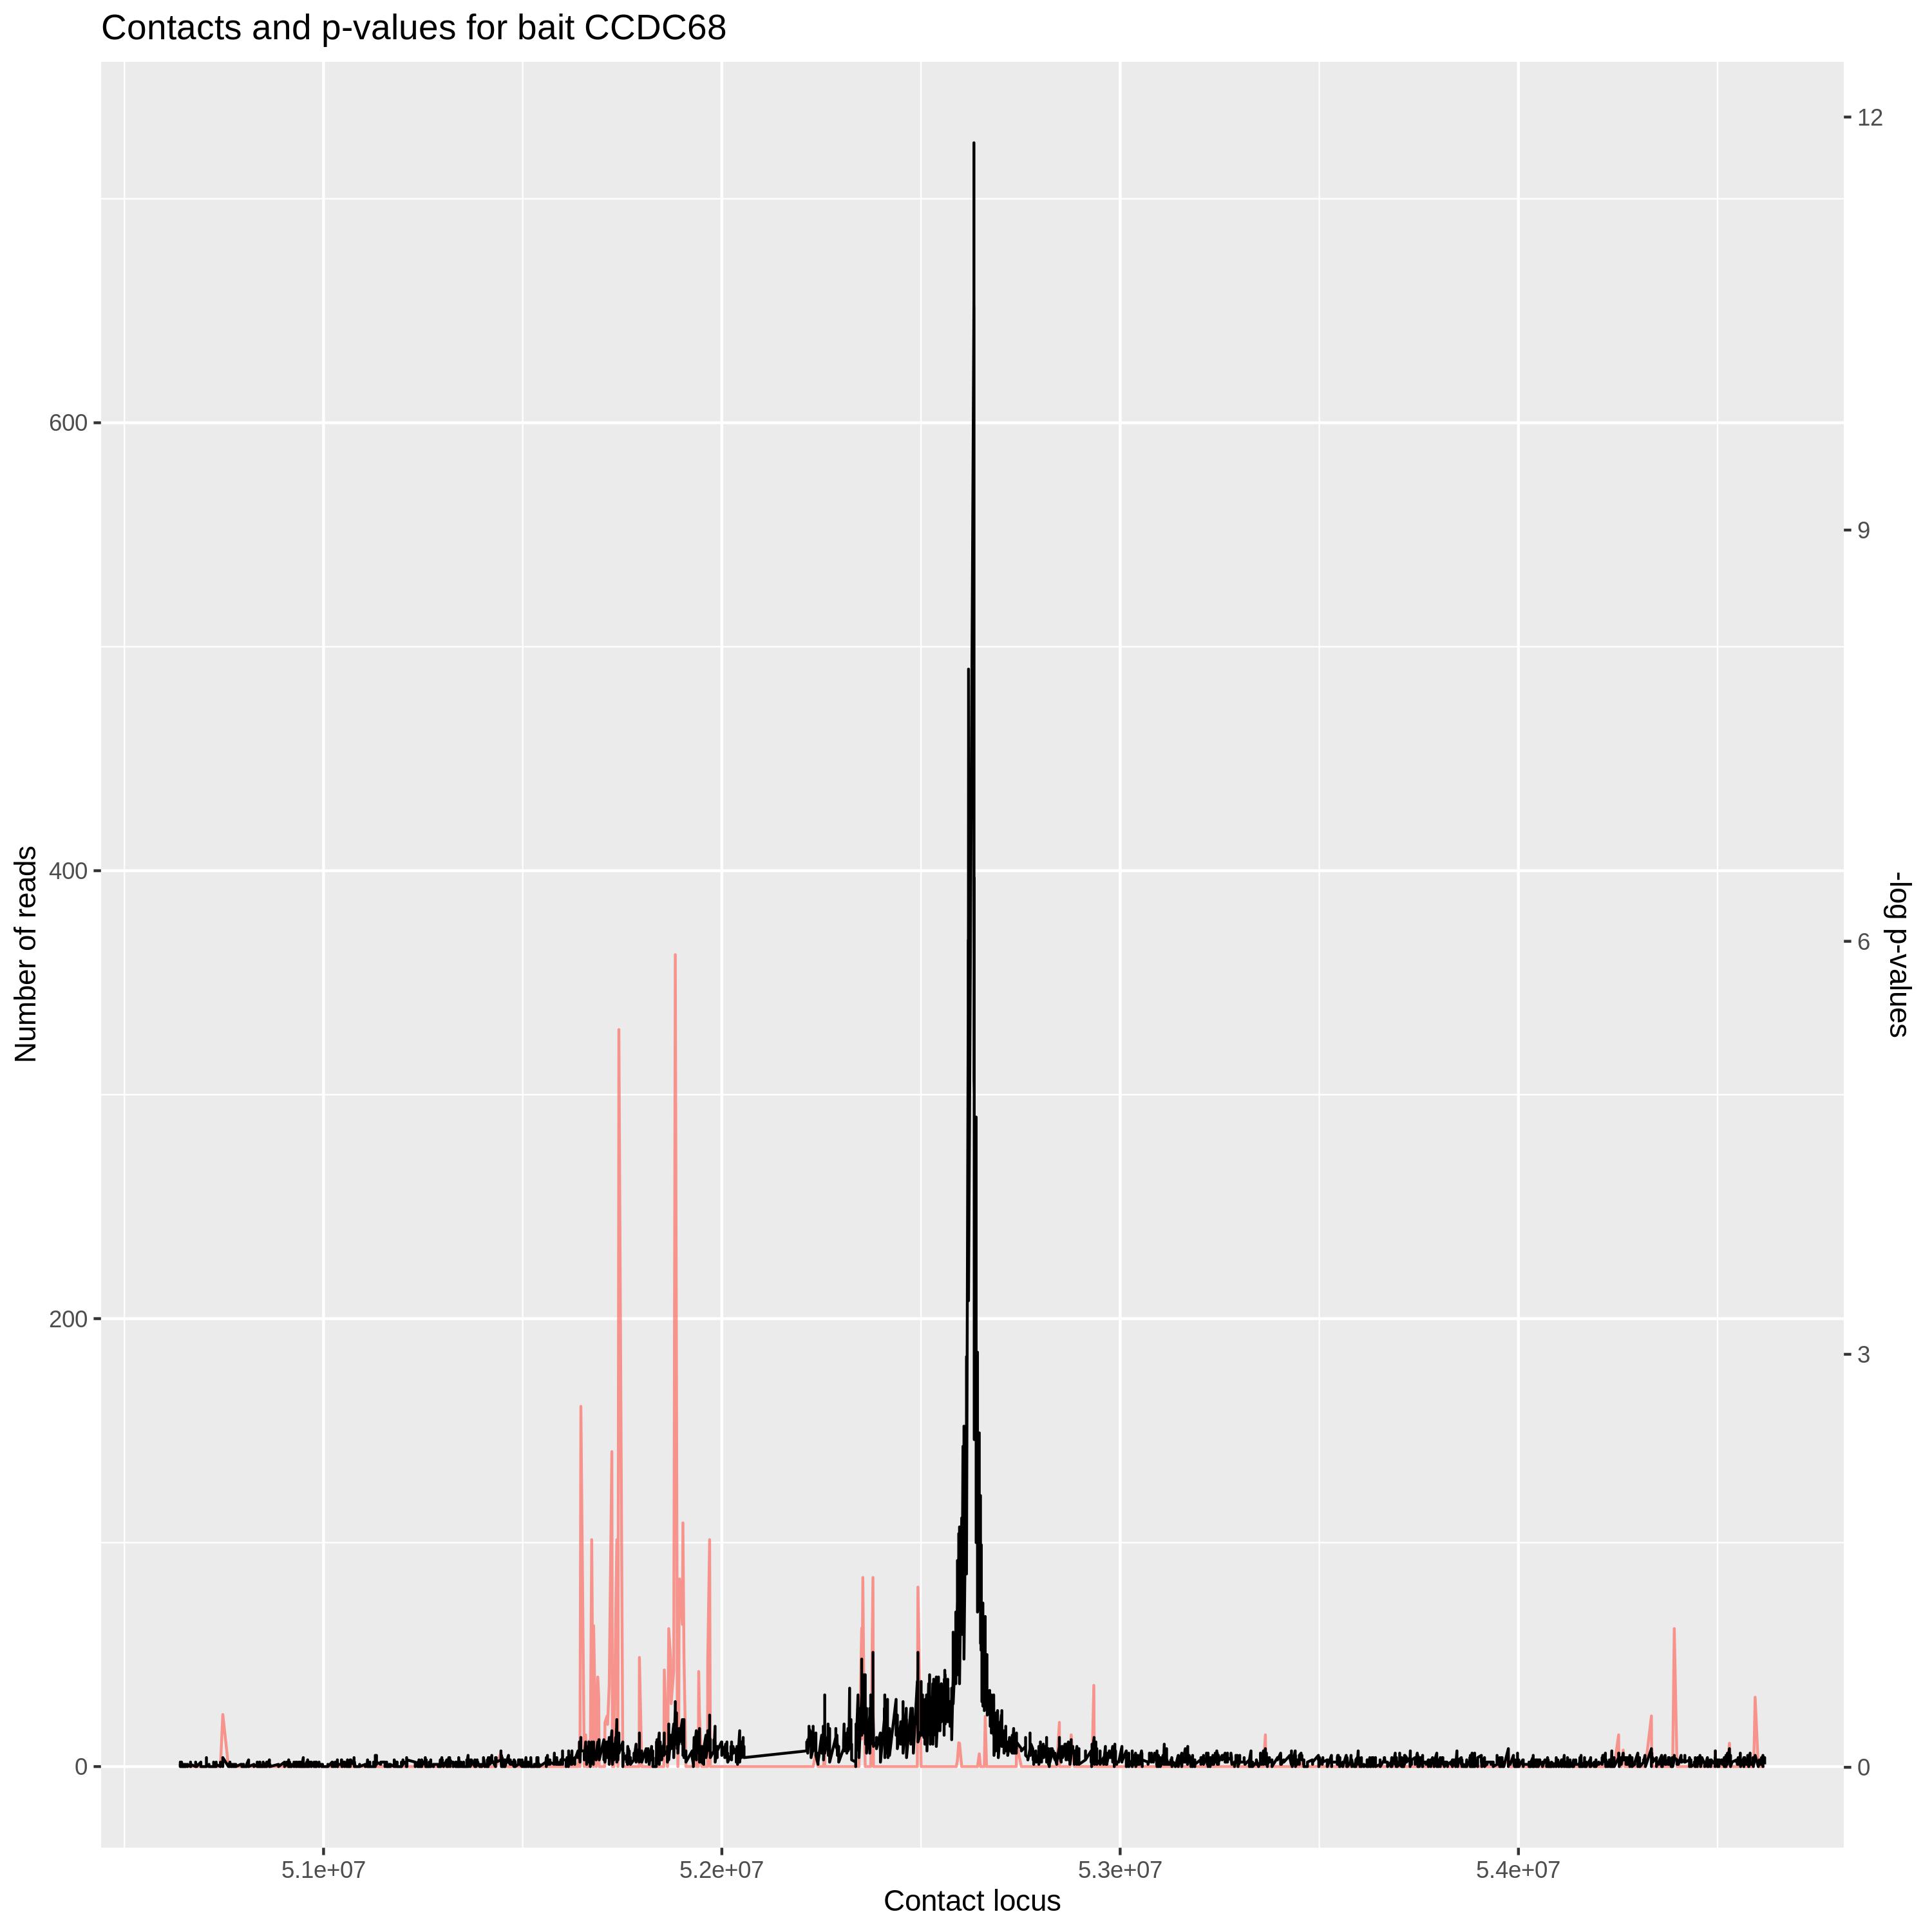 Contacts and p-values for bait CCDC68
Number of reads
600
400
200
0
12
9
6
3
0
-log p-values
5.1e+07
5.2e+07
5.3e+07
5.4e+07
Contact locus